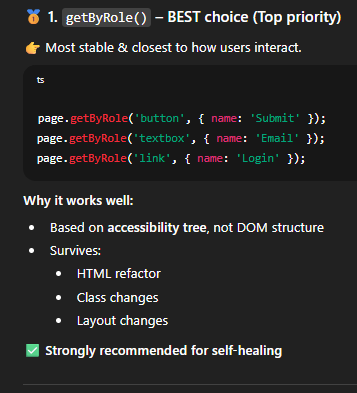 🥇 1. getByRole() – BEST choice (Top priority)
👉 Most stable & closest to how users interact.
ts
page.getByRole('button', { name: 'Submit' });
page.getByRole('textbox', { name: 'Email' });
page.getByRole('link', { name: 'Login' });
Why it works well:
• Based on accessibility tree, not DOM structure
• Survives:
• HTML refactor
• Class changes
• Layout changes
✅ Strongly recommended for self-healing